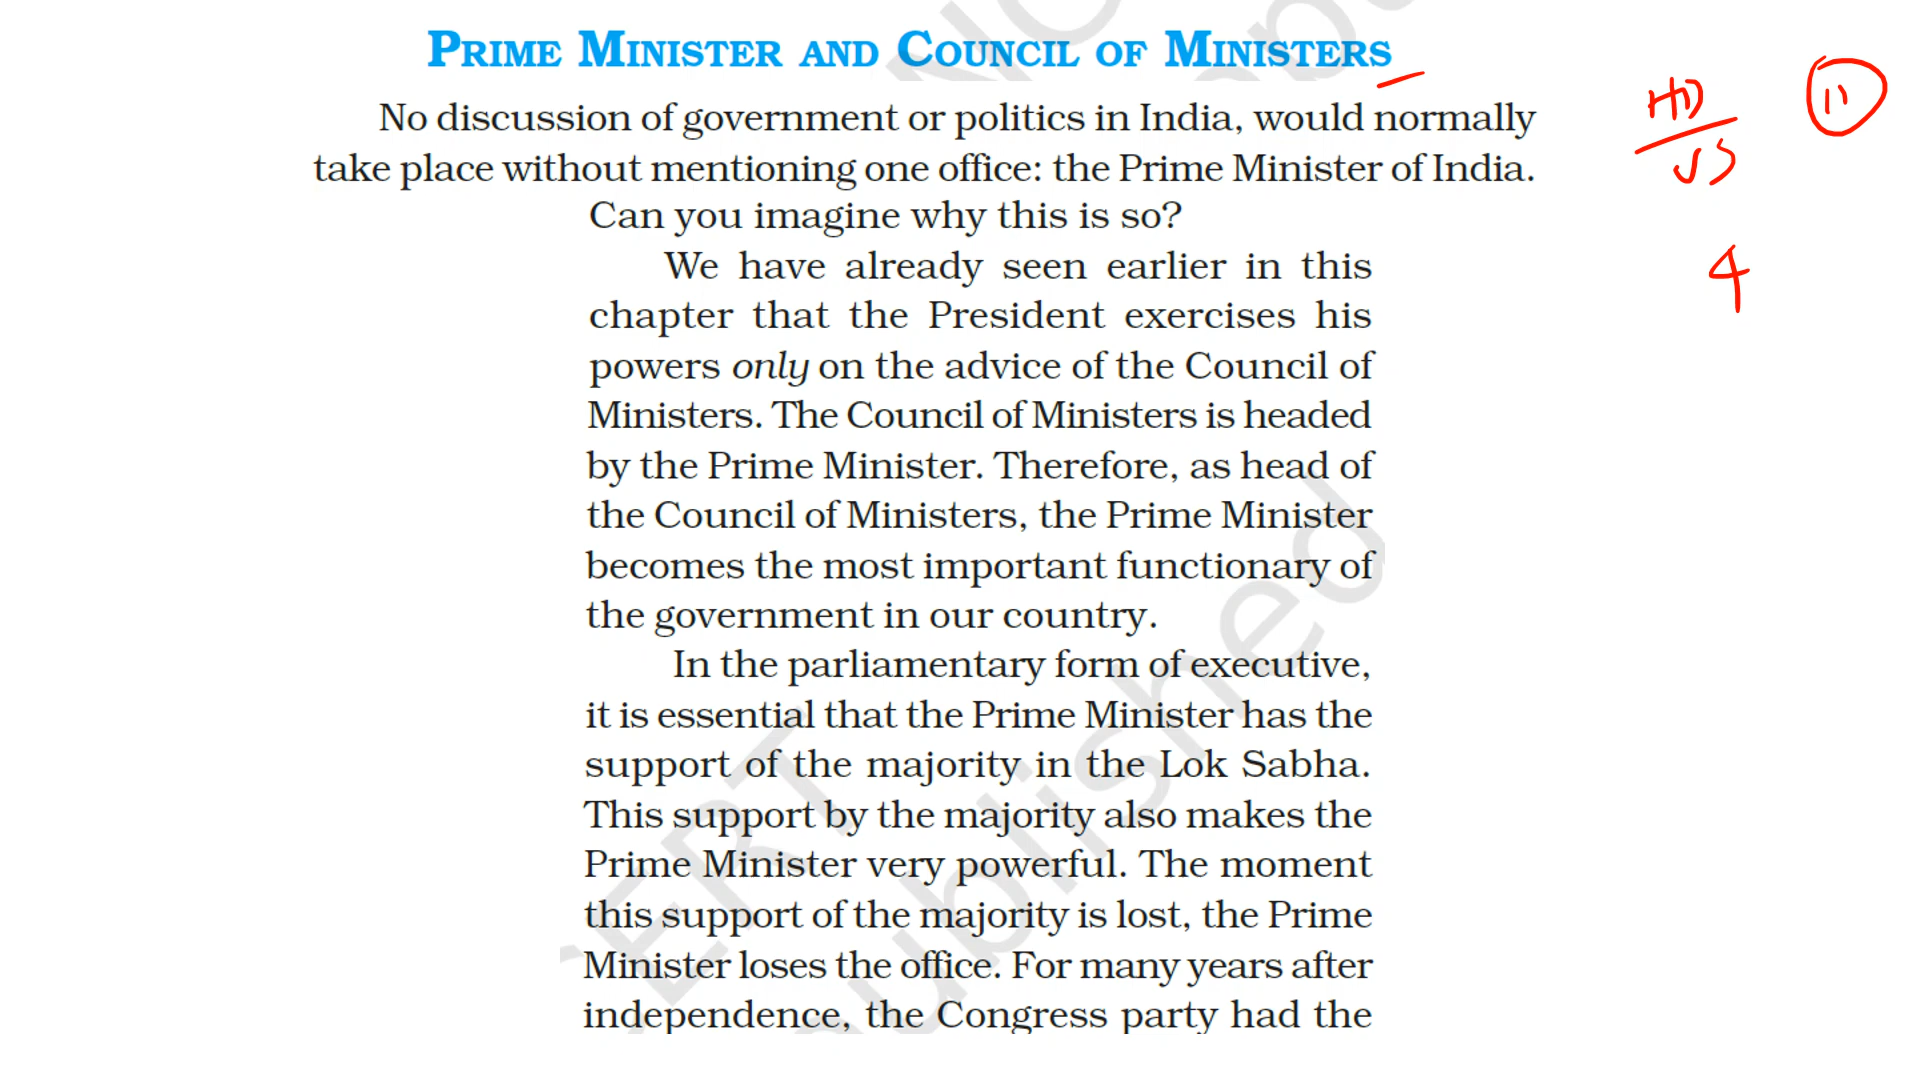 PRIME MINISTER AND COUNCIL OF MINISTERS
No discussion of government or politics in India, would normally
take place without mentioning one office: the Prime Minister of India.
Can you imagine why this is so?
We have already seen earlier in this
chapter that the President exercises his
powers only on the advice of the Council of
Ministers. The Council of Ministers is headed
by the Prime Minister. Therefore, as head of
the Council of Ministers, the Prime Minister
becomes the most important functionary of
the government in our country.
In the parliamentary form of executive,
it is essential that the Prime Minister has the
support of the majority in the Lok Sabha.
This support by the majority also makes the
Prime Minister very powerful. The moment
this support of the majority is lost, the Prime
Minister loses the office. For many years after
independence, the Congress party had the
11
4